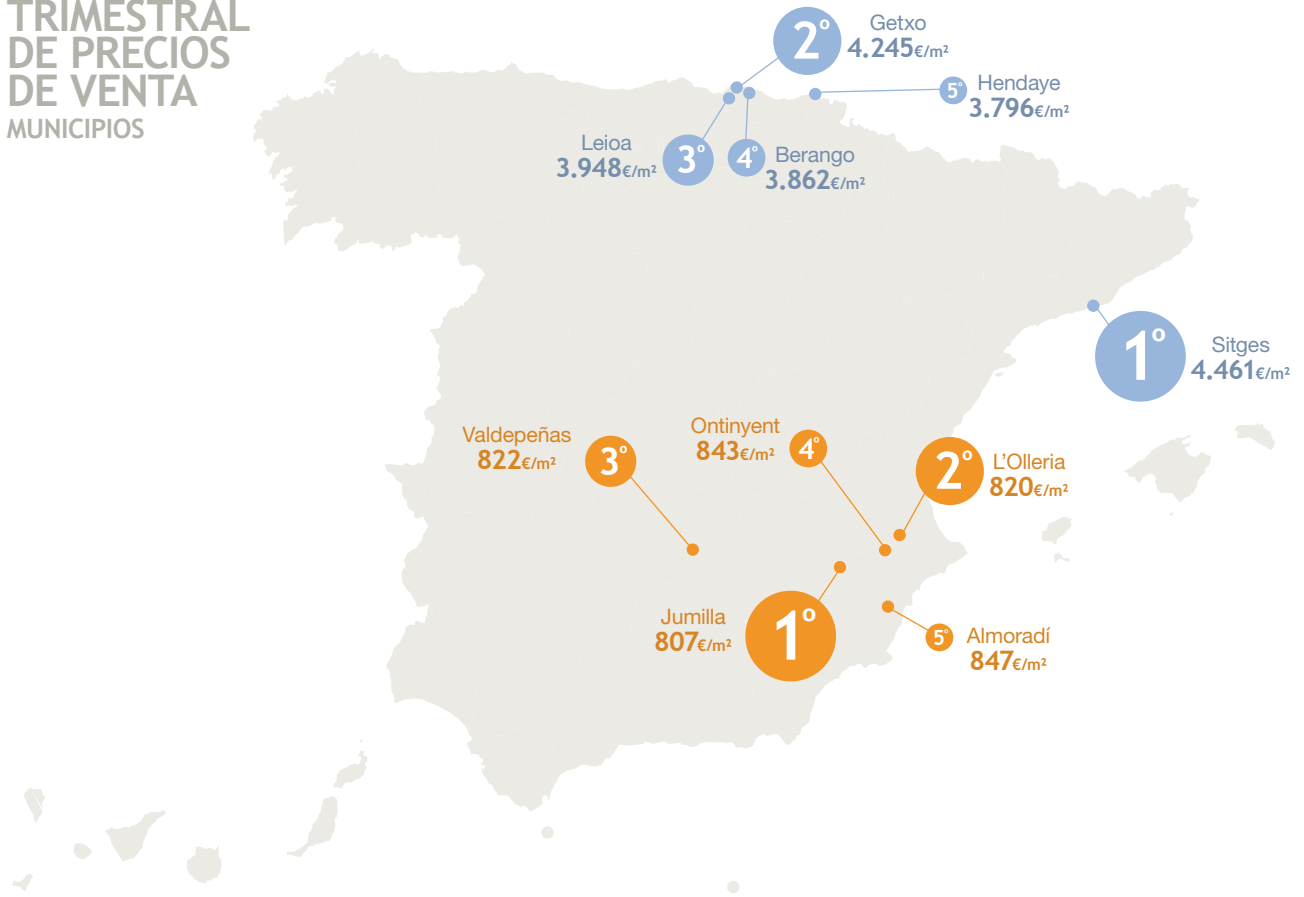 TRIMESTRAL
DE PRECIOS
DE VENTA
MUNICIPIOS
2º
Getxo
4.245€/m²
5º
Hendaye
3.796€/m²
Leioa
3.948€/m²
3º
4º
Berango
3.862€/m²
1º
Sitges
4.461€/m²
Valdepeñas
822€/m²
3º
Ontinyent
843€/m²
4º
2º
L'Olleria
820€/m²
Jumilla
807€/m²
1º
5º
Almoradí
847€/m²